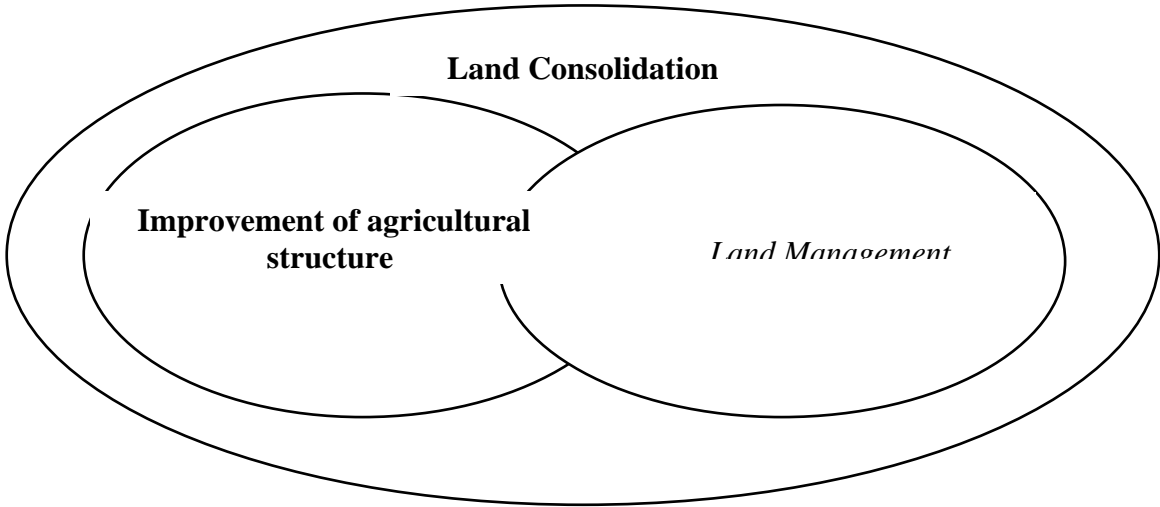 Land Consolidation
Improvement of agricultural
structure
Land Management